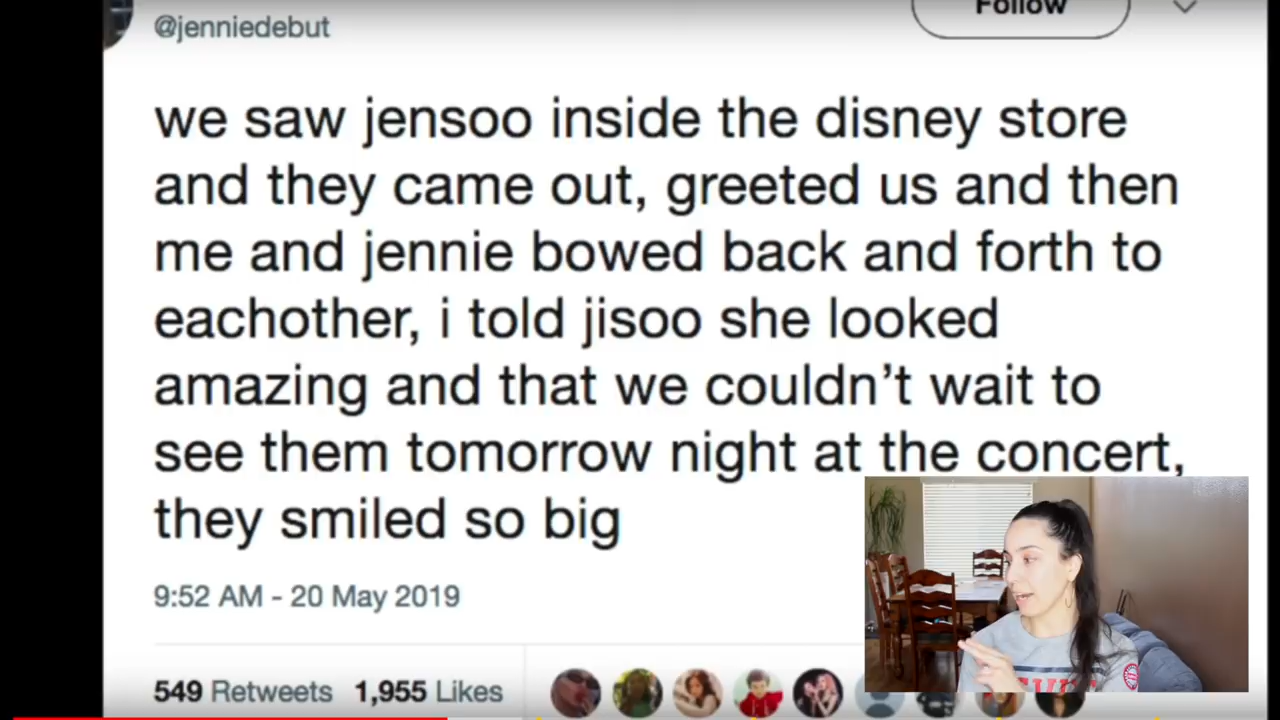 @jenniedebut
Follow
we saw jensoo inside the disney store
and they came out, greeted us and then
me and jennie bowed back and forth to
eachother, i told jisoo she looked
amazing and that we couldn't wait to
see them tomorrow night at the concert,
they smiled so big
9:52 AM - 20 May 2019
549 Retweets 1,955 Likes